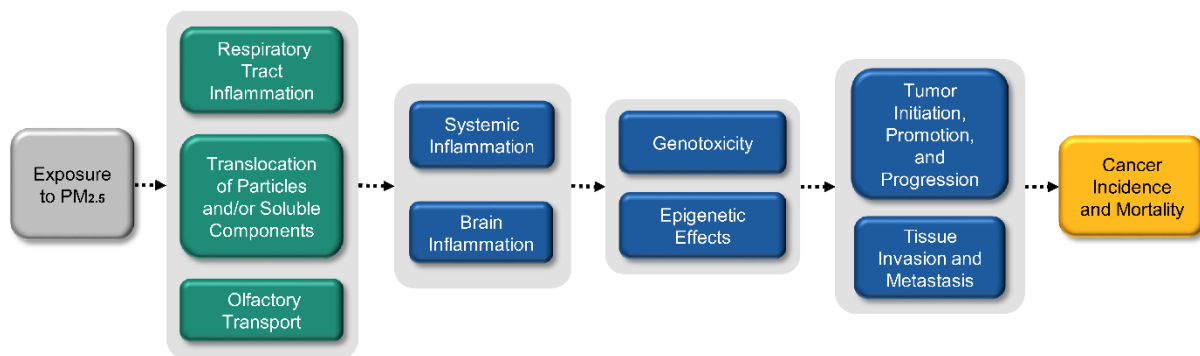 Exposure
to PM2.5
Respiratory
Tract
Inflammation
Translocation
of Particles
and/or Soluble
Components
Olfactory
Transport
Systemic
Inflammation
Brain
Inflammation
Genotoxicity
Epigenetic
Effects
Tumor
Initiation,
Promotion,
and
Progression
Tissue
Invasion and
Metastasis
Cancer
Incidence
and Mortality